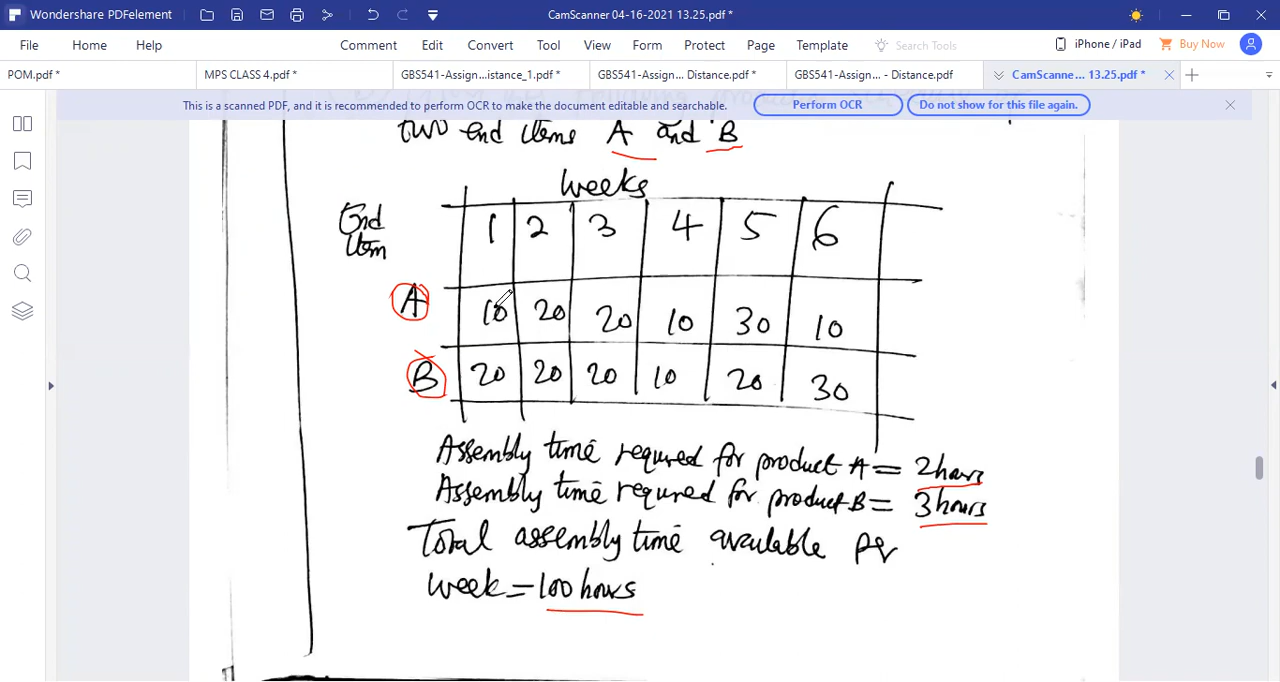 Wondershare PDFelement
CamScanner 04-16-2021 13.25.pdf *
File Home Help Comment Edit Convert Tool View Form Protect Page Template Search Tools iPhone / iPad Buy Now
POM.pdf * MPS CLASS 4.pdf * GBS541-Assign...istance_1.pdf * GBS541-Assign... Distance.pdf * GBS541-Assign... - Distance.pdf CamScanne... 13.25.pdf *
This is a scanned PDF, and it is recommended to perform OCR to make the document editable and searchable. Perform OCR Do not show for this file again.
two end items A and B
Weeks
End
Item
1 2 3 4 5 6
A 10 20 20 10 30 10
B 20 20 20 10 20 30
Assembly time requred for product A = 2 hours
Assembly time requred for product B = 3 hours
Total assembly time available per
week = 100 hours